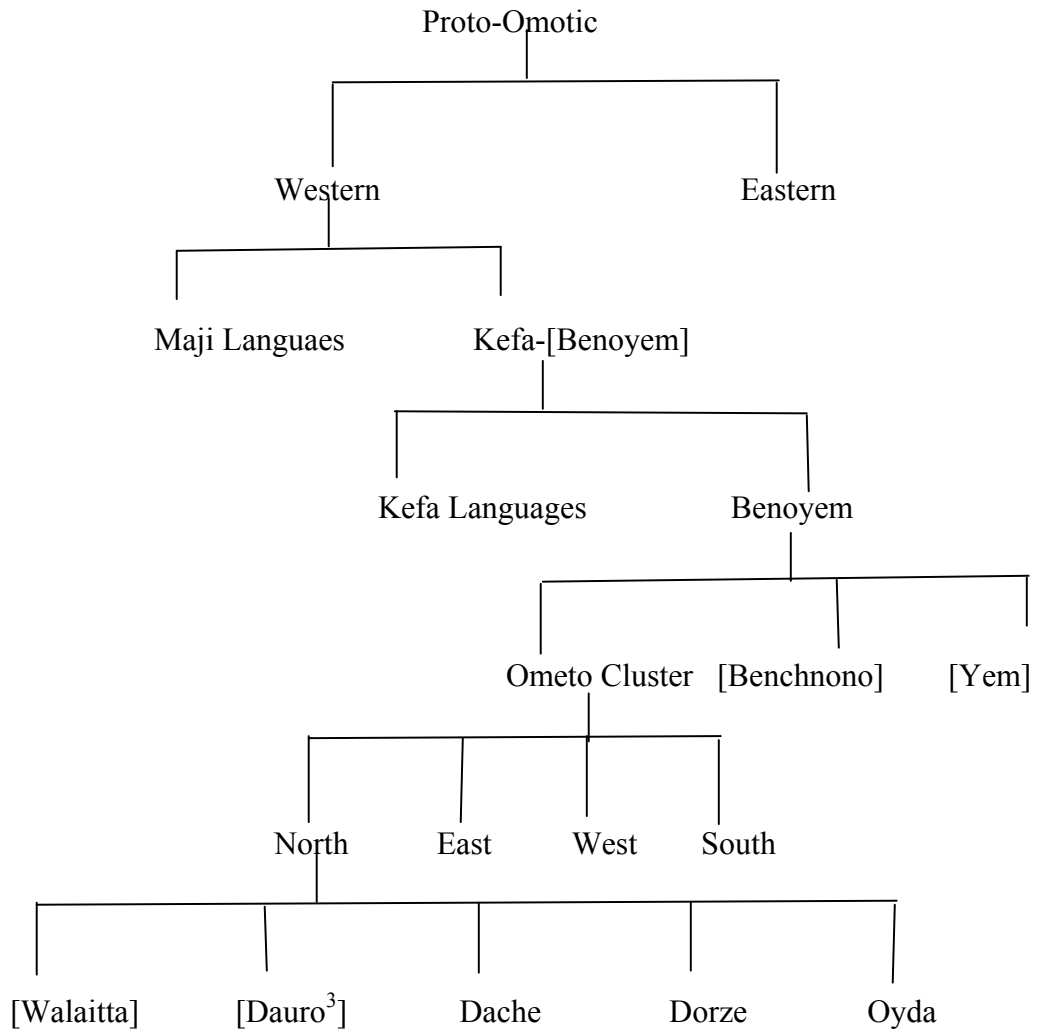 Proto-Omotic
Western Eastern
Maji Languaes Kefa-[Benoyem]
Kefa Languages Benoyem
Ometo Cluster [Benchnono] [Yem]
North East West South
[Walaitta] [Dauro³] Dache Dorze Oyda